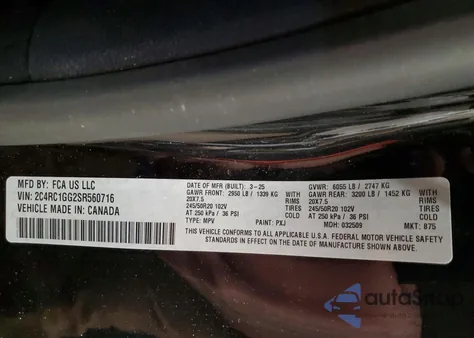 MFD BY: FCA US LLC
VIN: 2C4RC1GG2SR560716
VEHICLE MADE IN: CANADA
DATE OF MFR (BUILT): 3-25 GVWR: 6055 LB / 2747 KG
GAWR FRONT: 2950 LB / 1339 KG WITH GAWR REAR: 3200 LB / 1452 KG WITH
20X7.5 RIMS 20X7.5 RIMS
245/50R20 102V TIRES 245/50R20 102V TIRES
AT 250 kPa / 36 PSI AT 250 kPa / 36 PSI
TYPE: MPV PAINT: PXJ MDH: 032509 MKT: B75
THIS VEHICLE CONFORMS TO ALL APPLICABLE U.S.A. FEDERAL MOTOR VEHICLE SAFETY
STANDARDS IN EFFECT ON THE DATE OF MANUFACTURE SHOWN ABOVE.
autoSnap